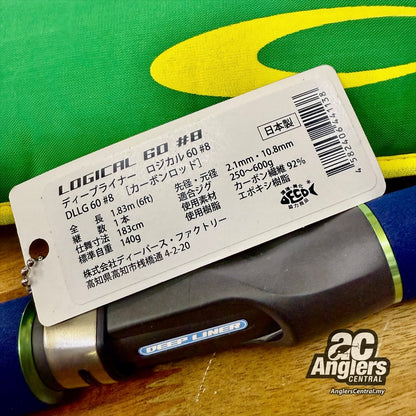 LOGICAL 60 #8
ディープライナー ロジカル 60 #8
DLLG 60 #8 [カーボンロッド]
全長 1.83m (6ft)
継数 1本
仕舞寸法 183cm
標準自重 140g
先径・元径 2.1mm・10.8mm
適合ジグ 250~600g
使用素材 カーボン繊維 92%
使用樹脂 エポキシ樹脂
株式会社ディーパース・ファクトリー
高知県高知市桟橋通 4-2-20
日本製
4582406441138
DEEP LINER
ac
Anglers
CENTRAL
AnglersCentral.my